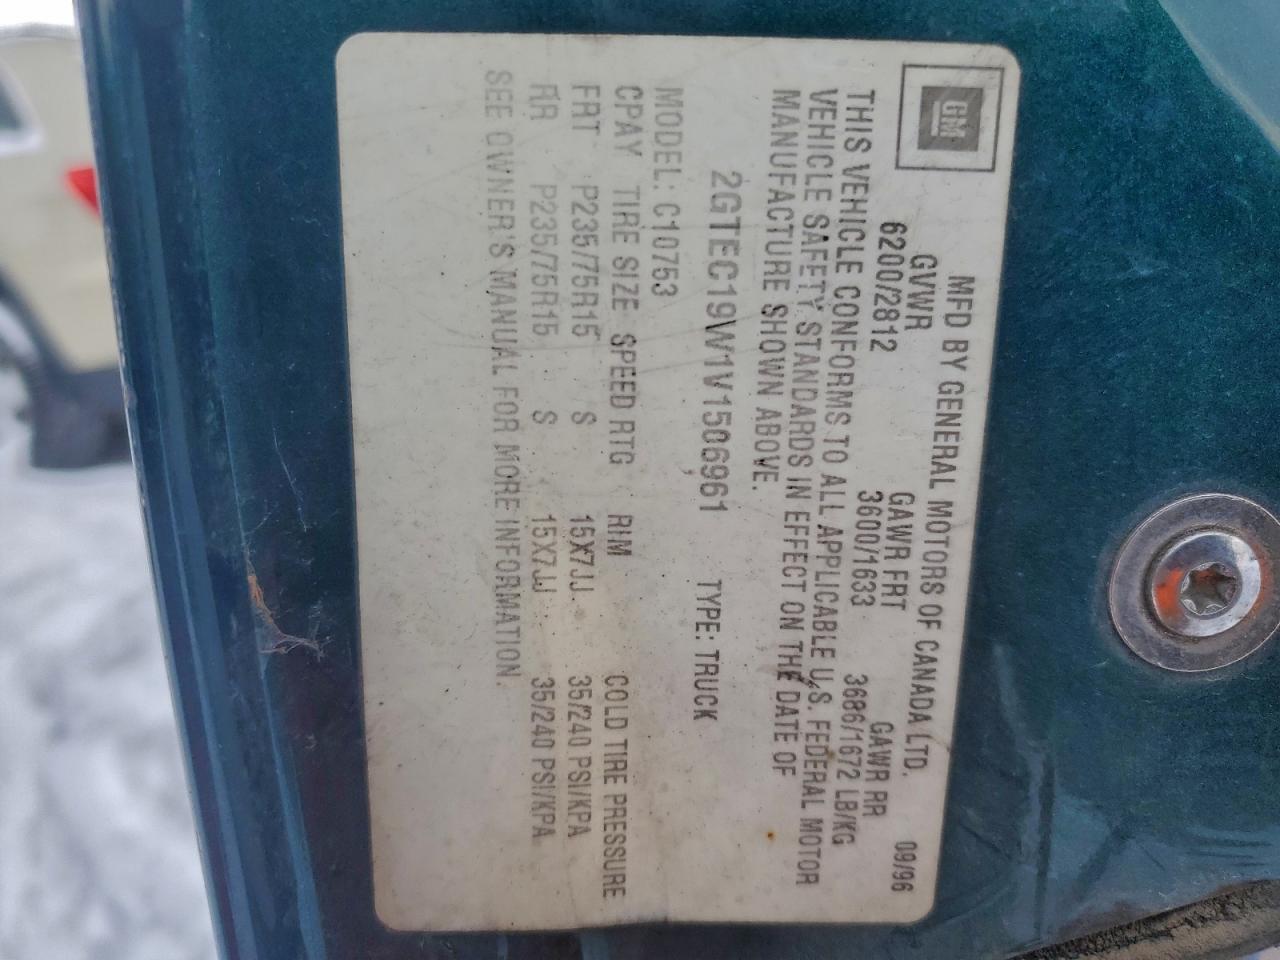 GM
MFD BY GENERAL MOTORS OF CANADA LTD.
09/96
GVWR GAWR FRT GAWR RR
6200/2812 3600/1633 3686/1672 LB/KG
THIS VEHICLE CONFORMS TO ALL APPLICABLE U.S. FEDERAL MOTOR
VEHICLE SAFETY STANDARDS IN EFFECT ON THE DATE OF
MANUFACTURE SHOWN ABOVE.
2GTEC19W1V1506961 TYPE: TRUCK
MODEL: C10753
CPAY TIRE SIZE SPEED RTG RIM COLD TIRE PRESSURE
FRT P235/75R15 S 15X7JJ 35/240 PSI/KPA
RR P235/75R15 S 15X7JJ 35/240 PSI/KPA
SEE OWNER'S MANUAL FOR MORE INFORMATION.